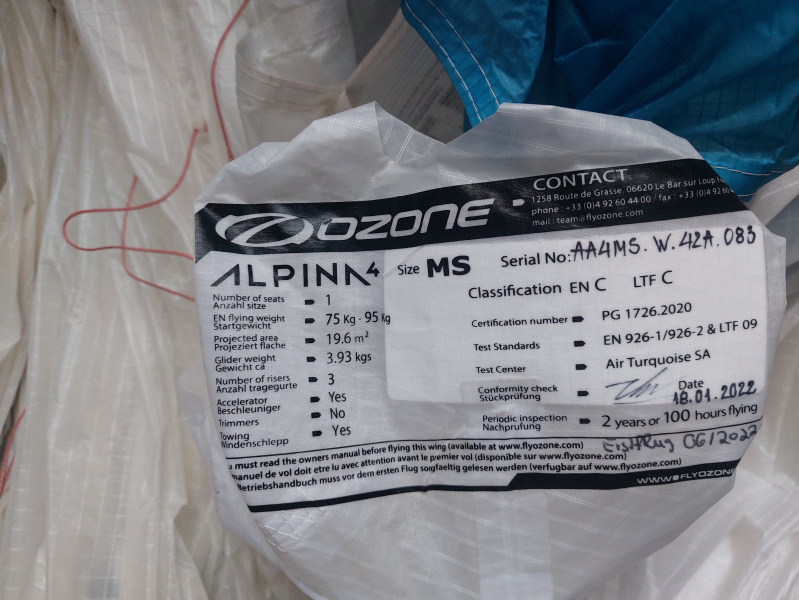 OZONE
CONTACT
1258 Route de Grasse, 06620 Le Bar sur Loup,
phone : +33 (0)4 92 60 44 00 / fax : +33 (0)4 92 60
mail : team@flyozone.com
ALPINA 4
Size MS
Serial No: AA4MS.W.42A.083
Classification EN C LTF C
Number of seats 1
Anzahl sitze
EN flying weight 75 Kg - 95 kg
Startgewicht
Projected area 19.6 m²
Projeziert flache
Glider weight 3.93 kgs
Gewicht ca
Number of risers 3
Anzahl tragegurte
Accelerator Yes
Beschleuniger
Trimmers No
Towing Yes
Windenschlepp
Certification number PG 1726.2020
Test Standards EN 926-1/926-2 & LTF 09
Test Center Air Turquoise SA
Conformity check Date
Stückprüfung 18.01.2022
Periodic inspection 2 years or 100 hours flying
Nachprufung
Erstflug 06/2022
u must read the owners manual before flying this wing (available at www.flyozone.com)
manuel de vol doit etre lu avec attention avant le premier vol (disponible sur www.flyozone.com)
Betriebshandbuch muss vor dem ersten Flug sorgfaeltig gelesen werden (verfugbar auf www.flyozone.com)
WWW.FLYOZONE